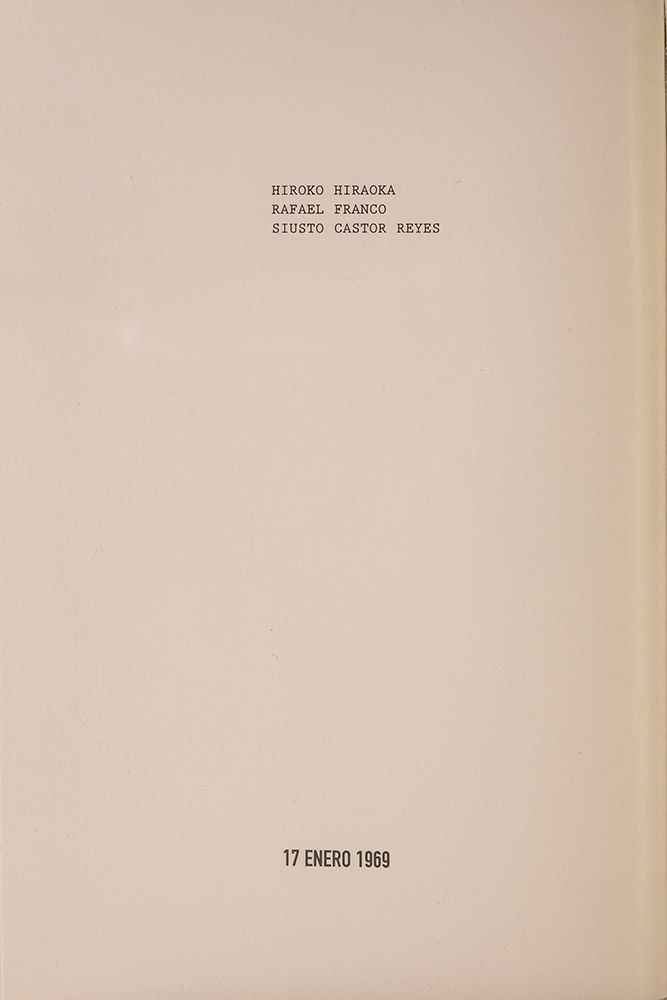 HIROKO HIRAOKA
RAFAEL FRANCO
SIUSTO CASTOR REYES
17 ENERO 1969